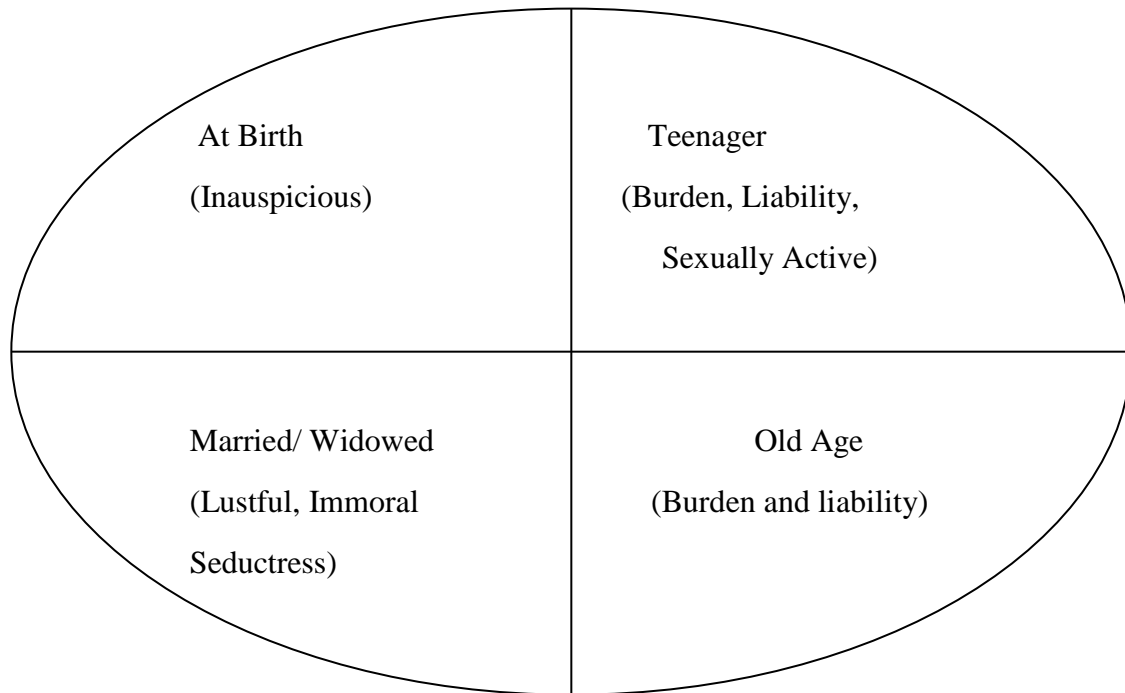 At Birth
(Inauspicious)
Teenager
(Burden, Liability,
Sexually Active)
Married/ Widowed
(Lustful, Immoral
Seductress)
Old Age
(Burden and liability)